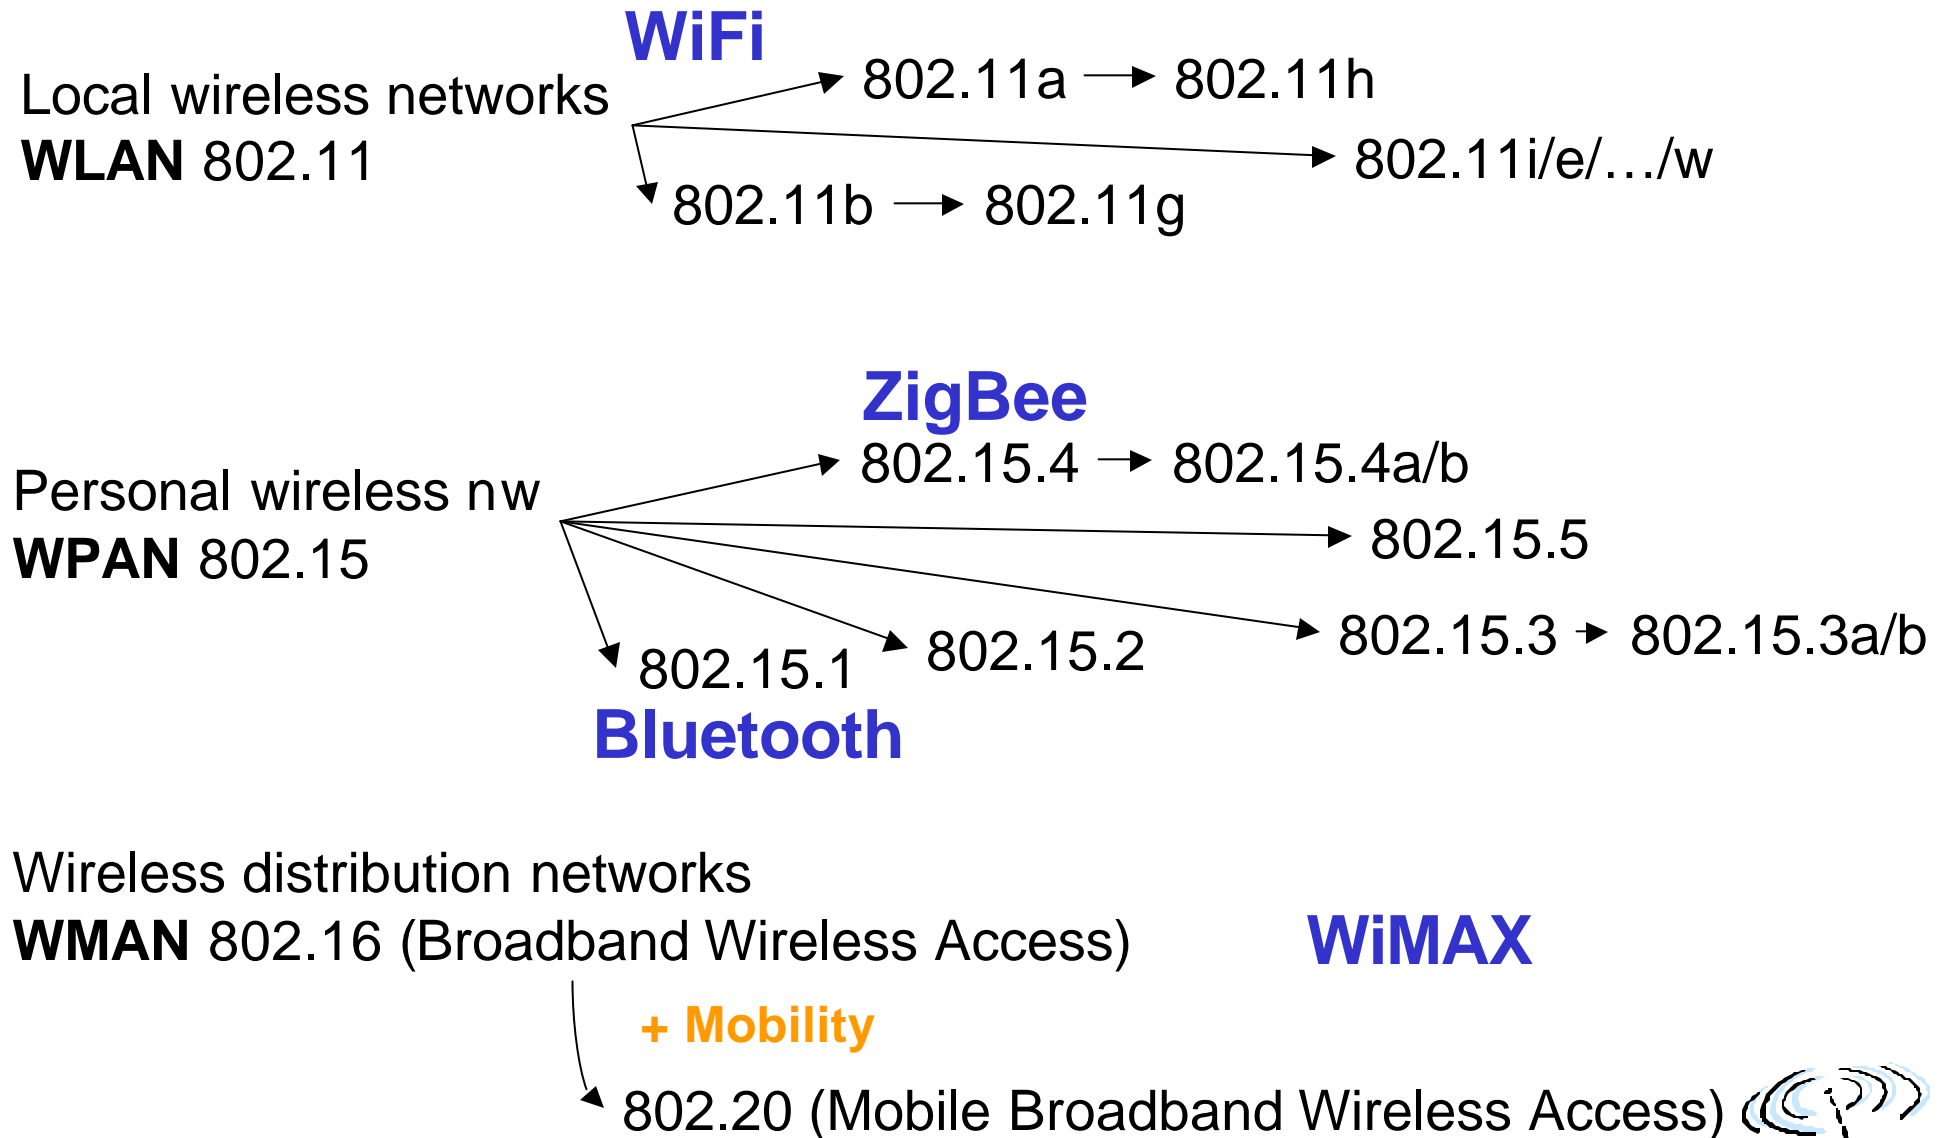 WiFi
Local wireless networks
WLAN 802.11
802.11a 802.11h
802.11i/e/…/w
802.11b 802.11g
ZigBee
802.15.4 802.15.4a/b
Personal wireless nw
WPAN 802.15
802.15.5
802.15.3 802.15.3a/b
802.15.2
802.15.1
Bluetooth
Wireless distribution networks
WMAN 802.16 (Broadband Wireless Access) WiMAX
+ Mobility
802.20 (Mobile Broadband Wireless Access)